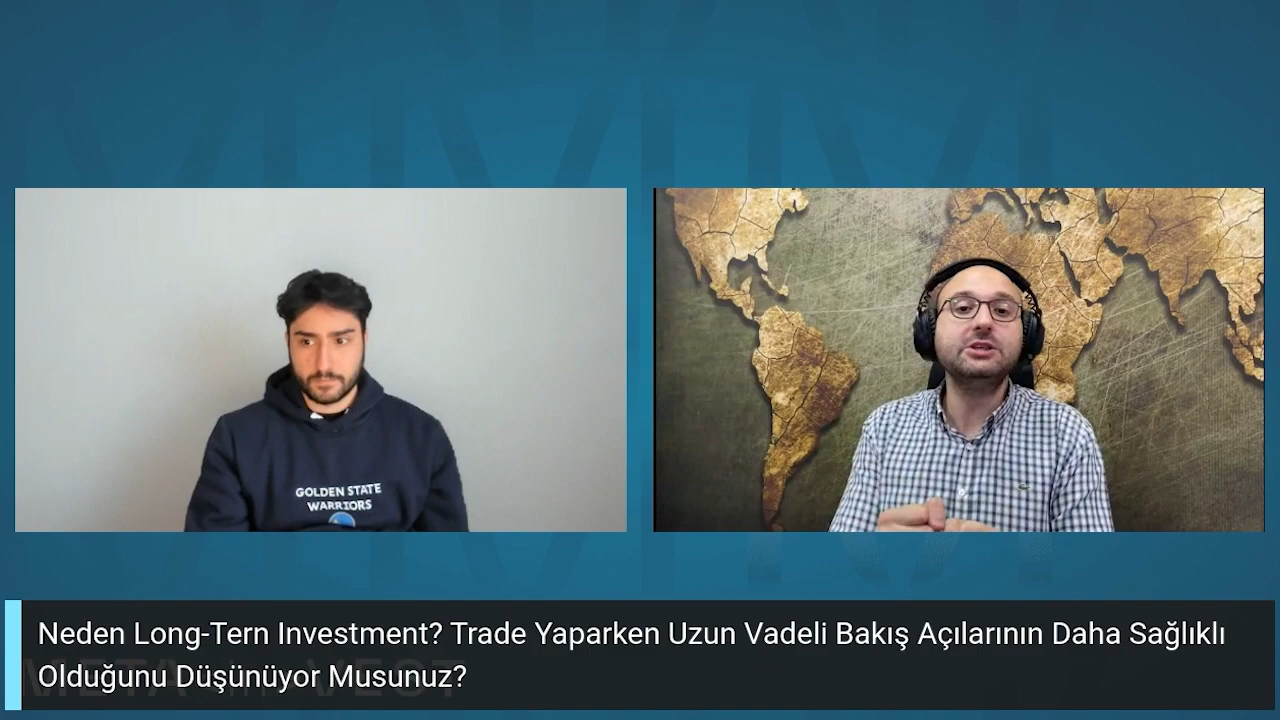 GOLDEN STATE
WARRIORS
Neden Long-Tern Investment? Trade Yaparken Uzun Vadeli Bakış Açılarının Daha Sağlıklı
Olduğunu Düşünüyor Musunuz?